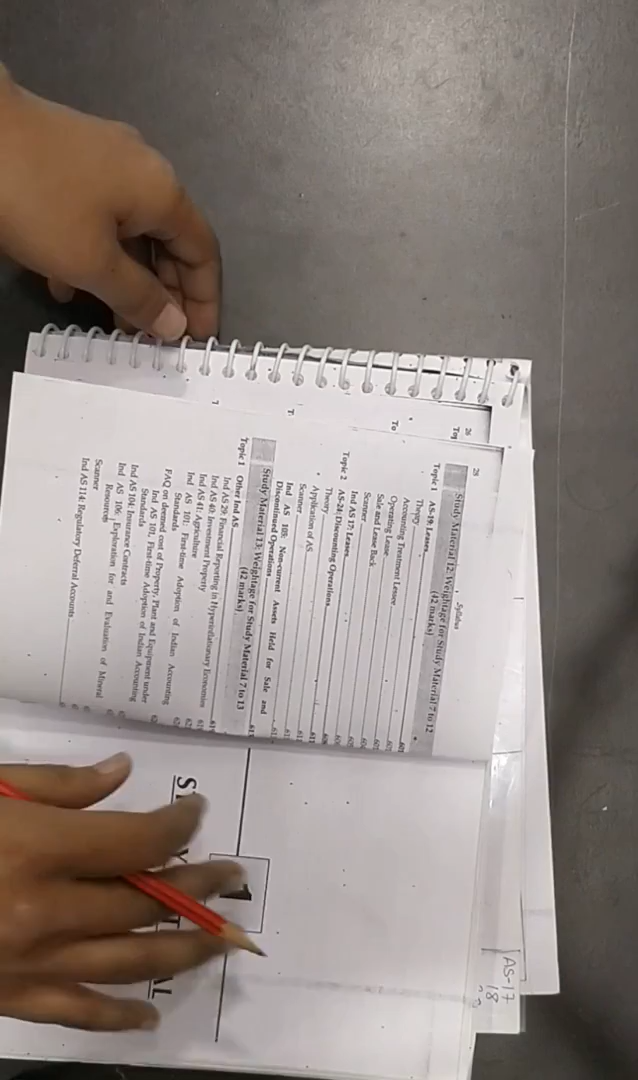 28
Syllabus
Study Material 12: Weightage for Study Material 7 to 12
(42 marks)
Topic 1 AS-19: Leases
Theory
Accounting Treatment Lessee
Operating Lease
Sale and Lease Back
Scanner
Ind AS 17: Leases
Topic 2 AS-24: Discounting Operations
Theory
Application of AS
Scanner
Ind AS 105: Non-current Assets Held for Sale and
Discontinued Operations
Study Material 13: Weightage for Study Material 7 to 13
(42 marks)
Topic 1 Other Ind AS
Ind AS 29: Financial Reporting in Hyperinflationary Economies
Ind AS 40: Investment Property
Ind AS 41: Agriculture
Ind AS 101: First-time Adoption of Indian Accounting
Standards
FAQ on deemed cost of Property, Plant and Equipment under
Ind AS 101, First-time Adoption of Indian Accounting
Standards
Ind AS 104: Insurance Contracts
Ind AS 106: Exploration for and Evaluation of Mineral
Resources
Scanner
Ind AS 114: Regulatory Deferral Accounts
26
1
AS-17
18